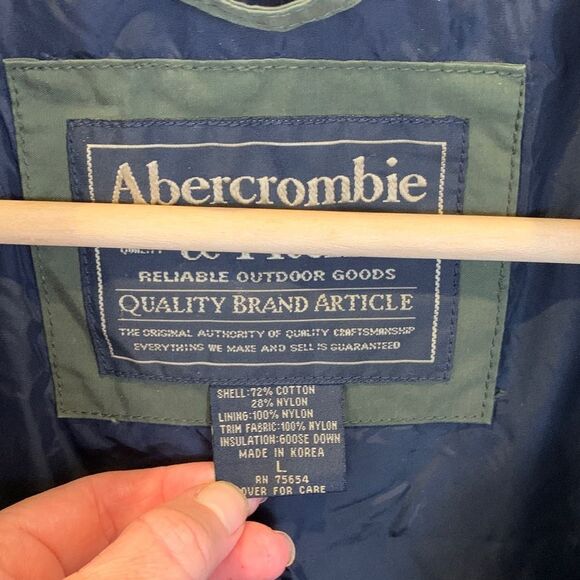 Abercrombie
QUALITY
RELIABLE OUTDOOR GOODS
QUALITY BRAND ARTICLE
THE ORIGINAL AUTHORITY OF QUALITY CRAFTSMANSHIP
EVERYTHING WE MAKE AND SELL IS GUARANTEED
SHELL:72% COTTON
28% NYLON
LINING:100% NYLON
TRIM FABRIC:100% NYLON
INSULATION:GOOSE DOWN
MADE IN KOREA
L
RN 75654
OVER FOR CARE